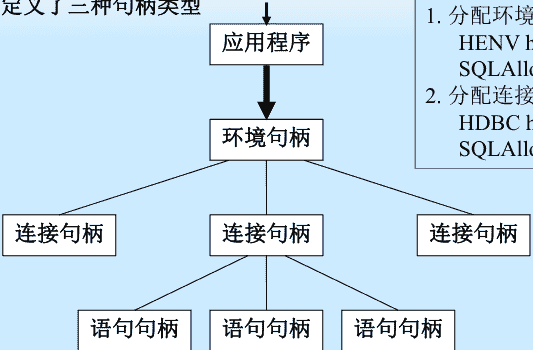 定义了三种句柄类型
应用程序
环境句柄
连接句柄 连接句柄 连接句柄
语句句柄 语句句柄 语句句柄
1. 分配环境
HENV h
SQLAllo
2. 分配连接
HDBC h
SQLAllo